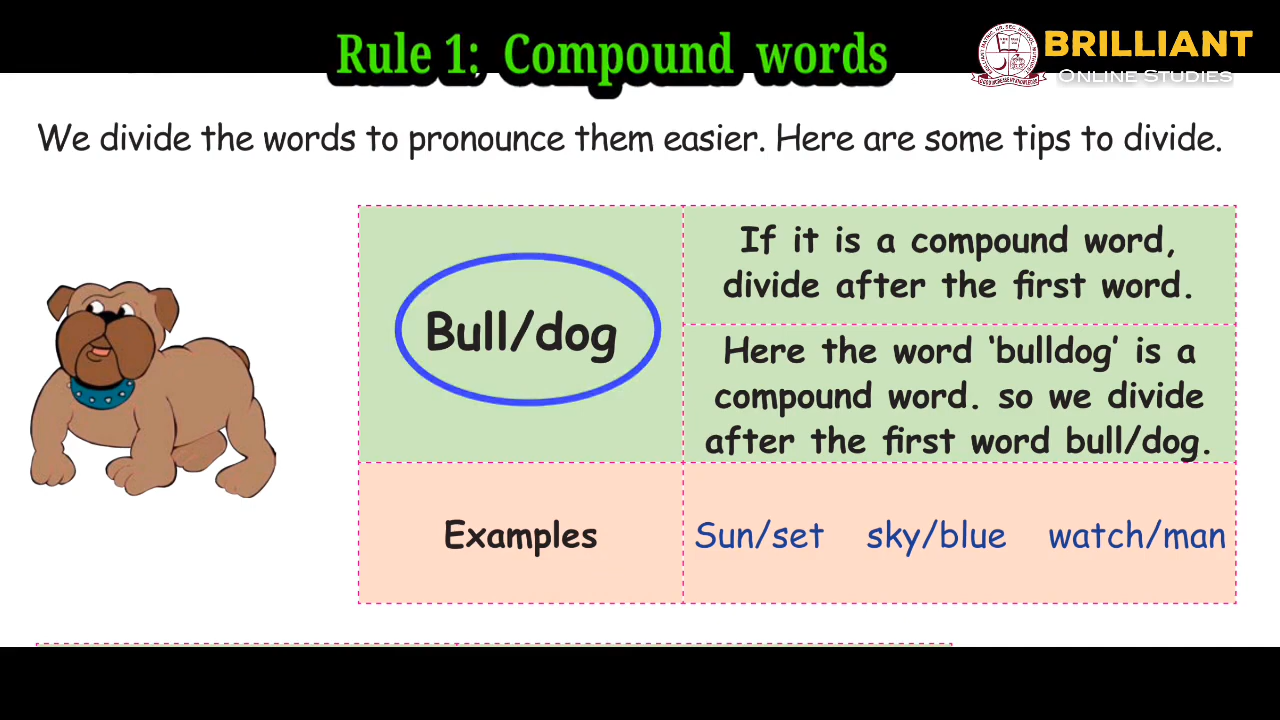 Rule 1: Compound words
BRILLIANT
ONLINE STUDIES
We divide the words to pronounce them easier. Here are some tips to divide.
Bull/dog
If it is a compound word,
divide after the first word.
Here the word ‘bulldog’ is a
compound word. so we divide
after the first word bull/dog.
Examples
Sun/set sky/blue watch/man